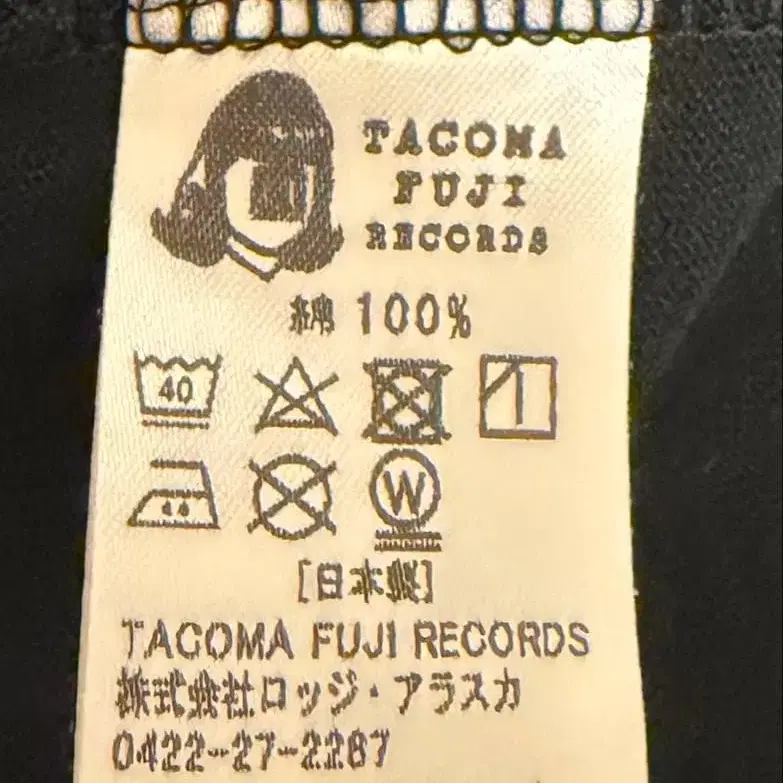 TACOMA
FUJI
RECORDS
綿 100%
40
W
[日本製]
TACOMA FUJI RECORDS
株式会社ロッジ・アラスカ
0422-27-2287